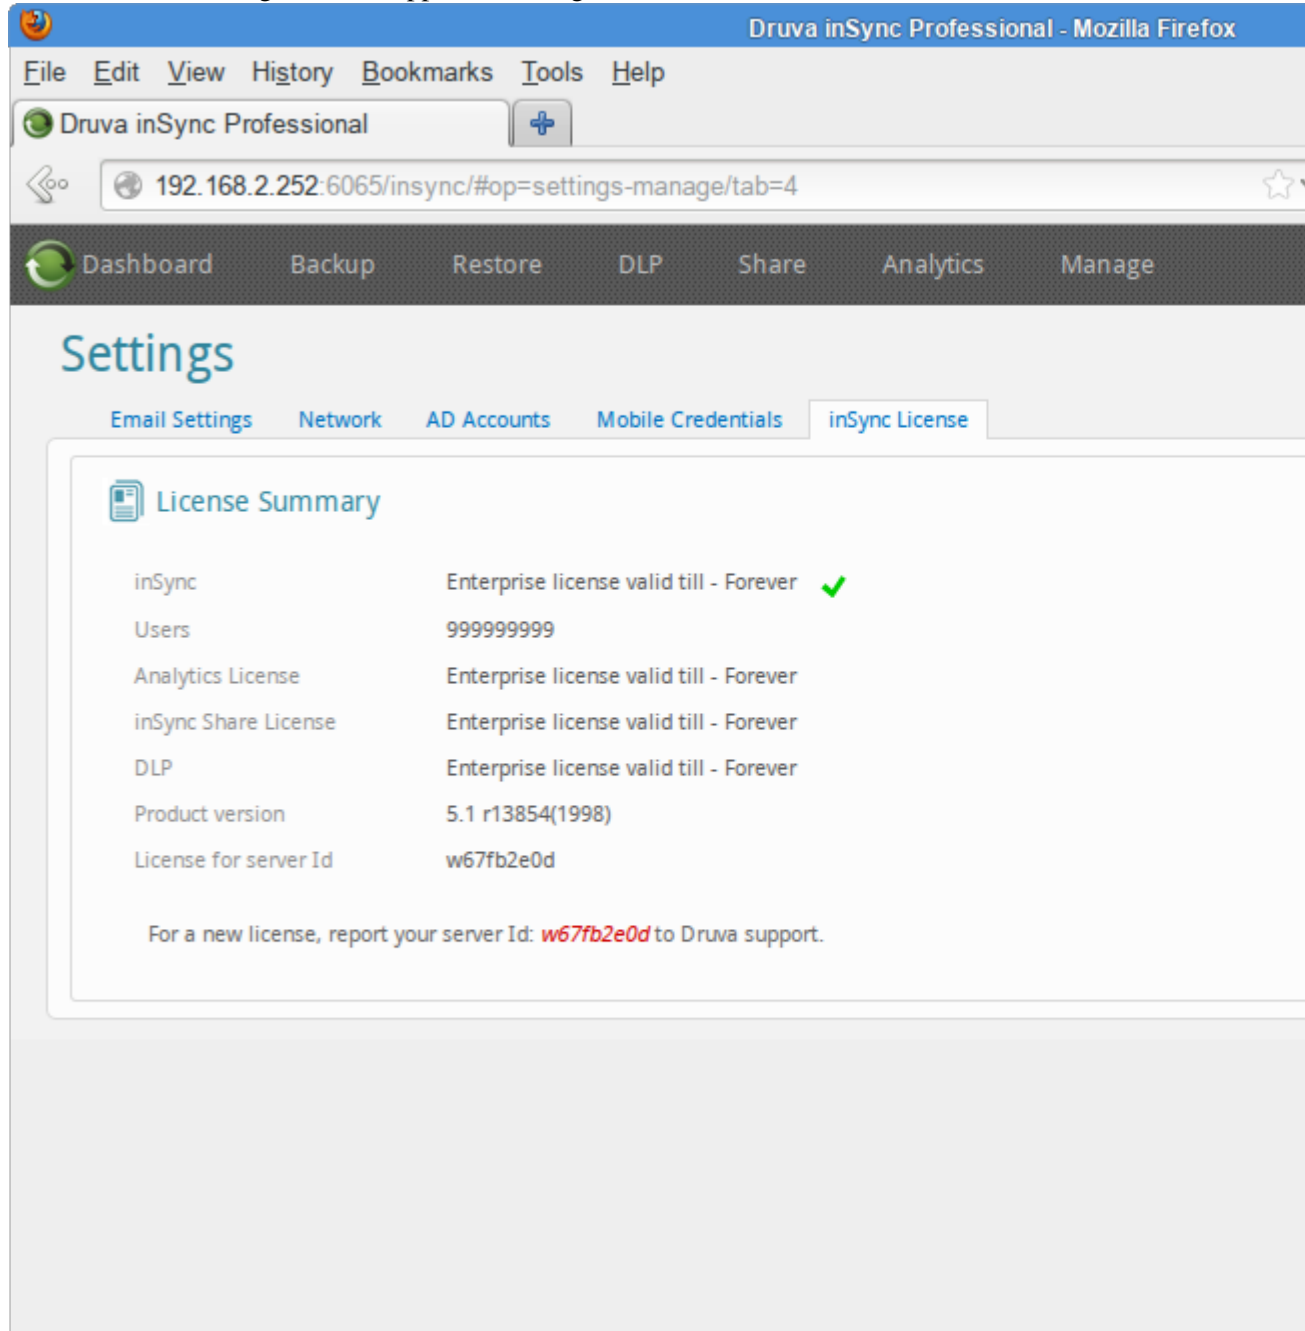 Druva inSync Professional - Mozilla Firefox
File Edit View History Bookmarks Tools Help
Druva inSync Professional
192.168.2.252:6065/insync/#op=settings-manage/tab=4
Dashboard Backup Restore DLP Share Analytics Manage
Settings
Email Settings Network AD Accounts Mobile Credentials inSync License
License Summary
inSync Enterprise license valid till - Forever
Users 999999999
Analytics License Enterprise license valid till - Forever
inSync Share License Enterprise license valid till - Forever
DLP Enterprise license valid till - Forever
Product version 5.1 r13854(1998)
License for server Id w67fb2e0d
For a new license, report your server Id: w67fb2e0d to Druva support.